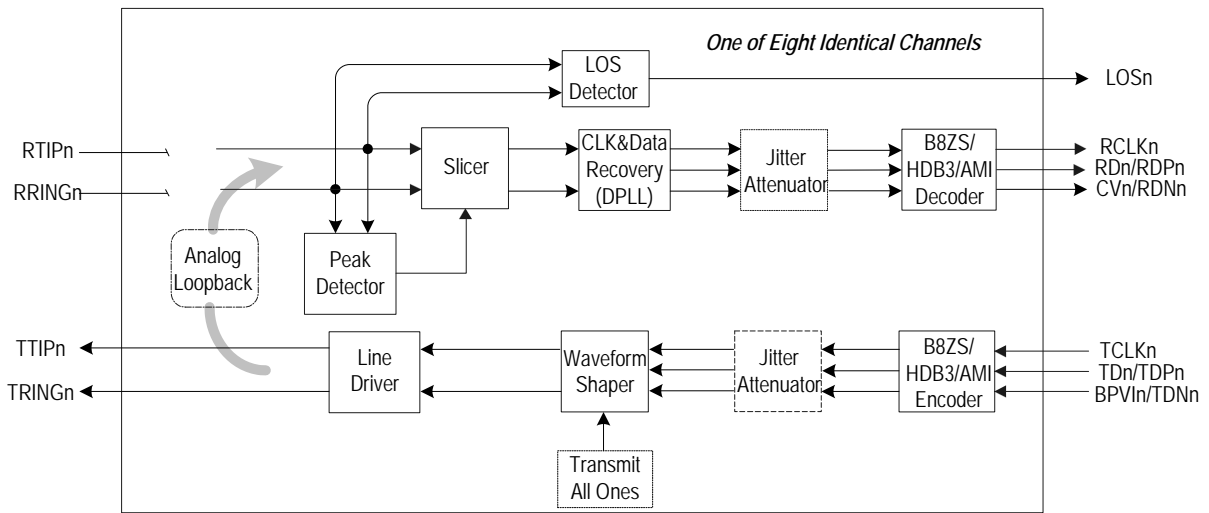 One of Eight Identical Channels
LOS
Detector
LOSn
RTIPn
RRINGn
Slicer
CLK&Data
Recovery
(DPLL)
Jitter
Attenuator
B8ZS/
HDB3/AMI
Decoder
RCLKn
RDn/RDPn
CVn/RDNn
Analog
Loopback
Peak
Detector
TTIPn
TRINGn
Line
Driver
Waveform
Shaper
Jitter
Attenuator
B8ZS/
HDB3/AMI
Encoder
TCLKn
TDn/TDPn
BPVIn/TDNn
Transmit
All Ones